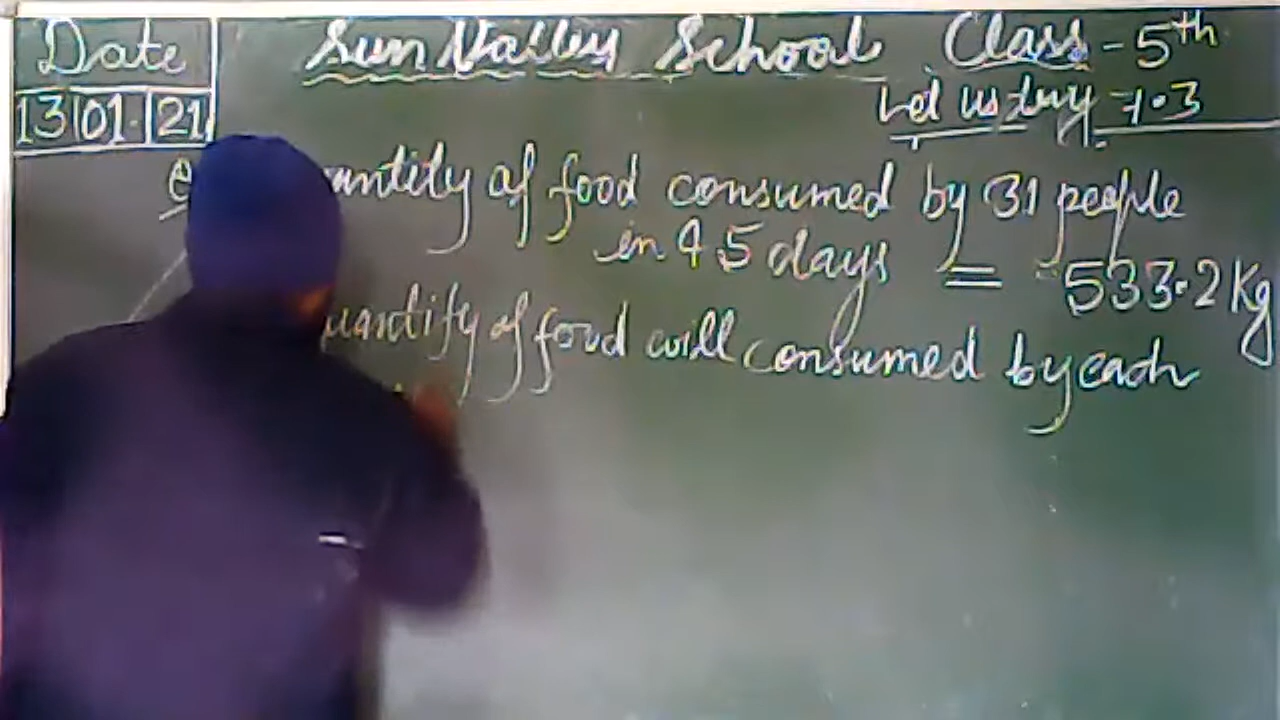 Date
13|01.|21
Sun Valley School Class - 5th
Let us try 7.3
e uantity of food consumed by 31 people
in 45 days = 533.2 Kg
uantity of food will consumed by each